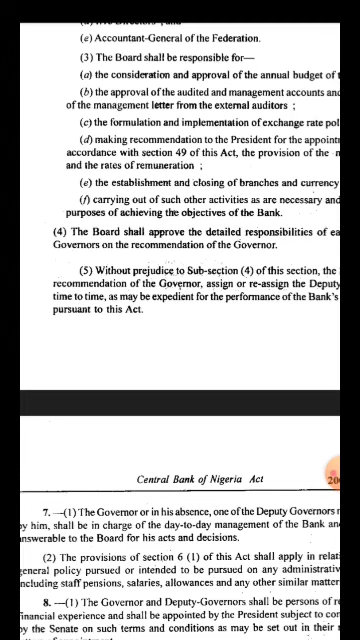 (d) five Directors ; and
(e) Accountant-General of the Federation.
(3) The Board shall be responsible for—
(a) the consideration and approval of the annual budget of
(b) the approval of the audited and management accounts and
of the management letter from the external auditors ;
(c) the formulation and implementation of exchange rate pol
(d) making recommendation to the President for the appoint
accordance with section 49 of this Act, the provision of the
and the rates of remuneration ;
(e) the establishment and closing of branches and currency
(f) carrying out of such other activities as are necessary and
purposes of achieving the objectives of the Bank.
(4) The Board shall approve the detailed responsibilities of ea
Governors on the recommendation of the Governor.
(5) Without prejudice to Sub-section (4) of this section, the
recommendation of the Governor, assign or re-assign the Deputy
time to time, as may be expedient for the performance of the Bank's
pursuant to this Act.
Central Bank of Nigeria Act 20
7. —(1) The Governor or in his absence, one of the Deputy Governors
by him, shall be in charge of the day-to-day management of the Bank an
answerable to the Board for his acts and decisions.
(2) The provisions of section 6 (1) of this Act shall apply in relati
general policy pursued or intended to be pursued on any administrativ
ncluding staff pensions, salaries, allowances and any other similar matter
8. —(1) The Governor and Deputy-Governors shall be persons of r
financial experience and shall be appointed by the President subject to con
by the Senate on such terms and conditions as may be set out in their